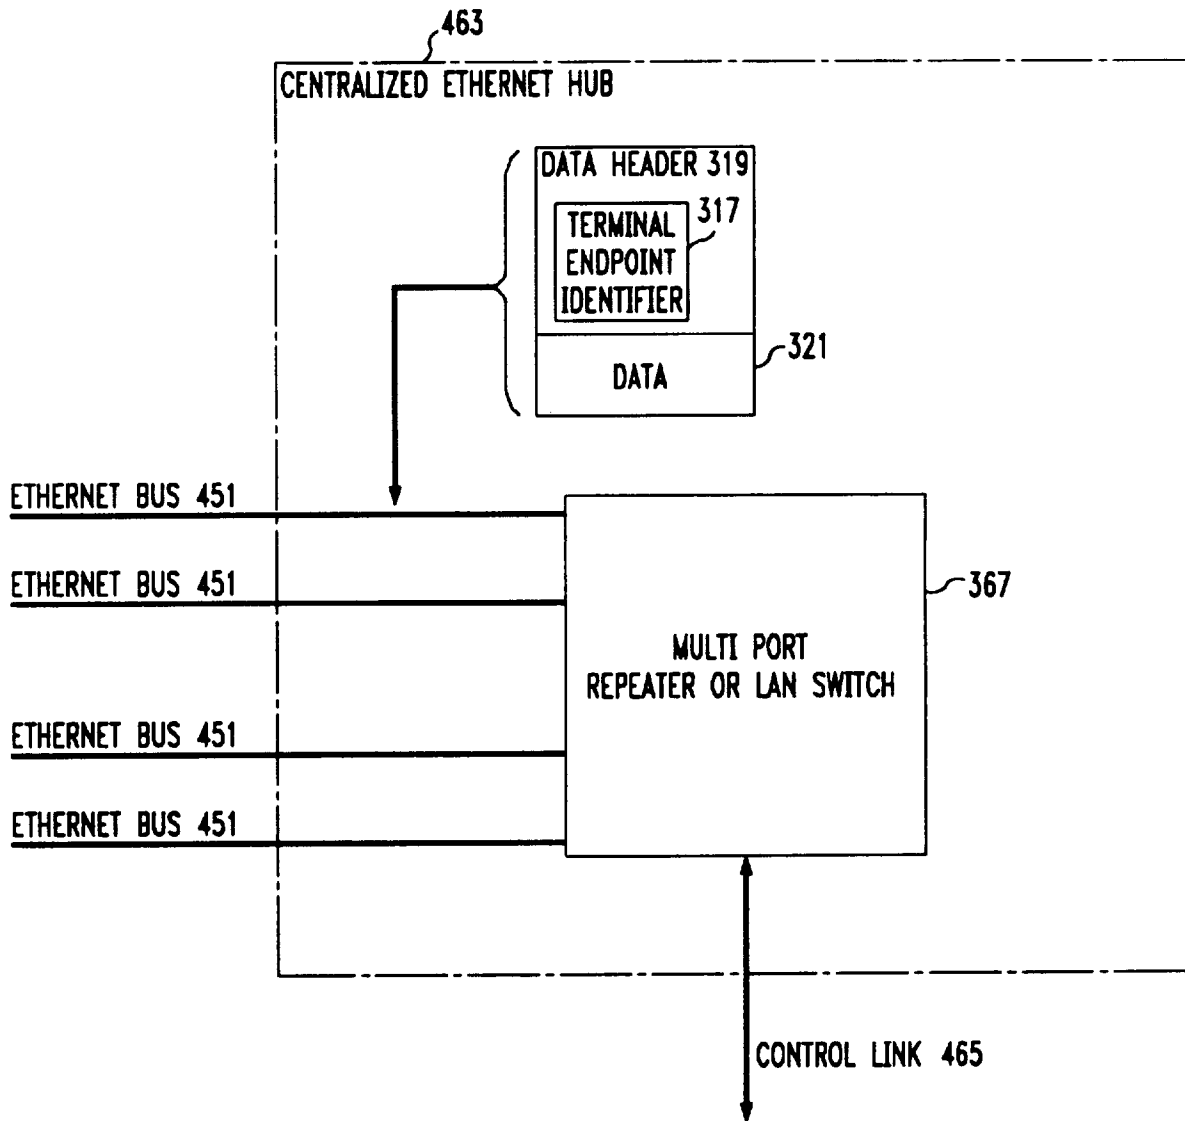 463
CENTRALIZED ETHERNET HUB
DATA HEADER 319
317
TERMINAL
ENDPOINT
IDENTIFIER
321
DATA
ETHERNET BUS 451
ETHERNET BUS 451
367
MULTI PORT
REPEATER OR LAN SWITCH
ETHERNET BUS 451
ETHERNET BUS 451
CONTROL LINK 465